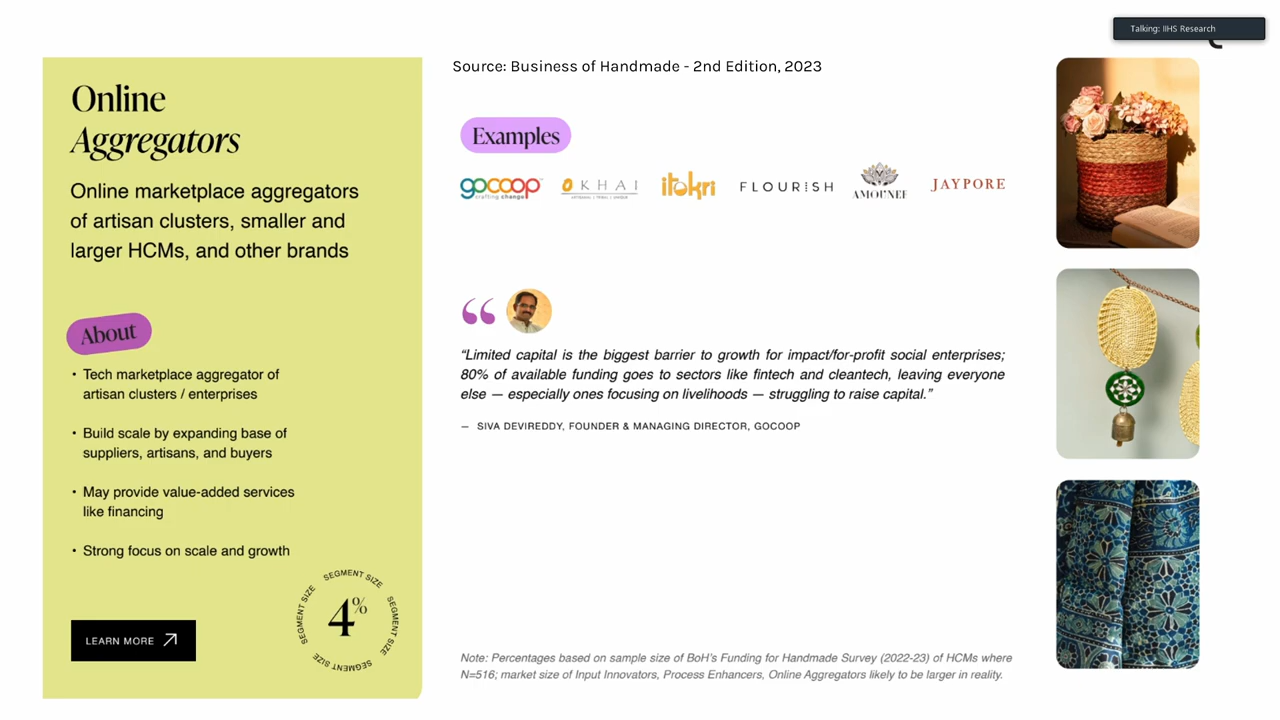 Talking: IIHS Research
Source: Business of Handmade - 2nd Edition, 2023
Online
Aggregators
Online marketplace aggregators
of artisan clusters, smaller and
larger HCMs, and other brands
About
• Tech marketplace aggregator of
artisan clusters / enterprises
• Build scale by expanding base of
suppliers, artisans, and buyers
• May provide value-added services
like financing
• Strong focus on scale and growth
LEARN MORE
SEGMENT SIZE SEGMENT SIZE SEGMENT SIZE SEGMENT SIZE
4%
Examples
gocoop
crafting change
OKHAI
itokri
FLOURISH
AMOUNEE
JAYPORE
“Limited capital is the biggest barrier to growth for impact/for-profit social enterprises;
80% of available funding goes to sectors like fintech and cleantech, leaving everyone
else — especially ones focusing on livelihoods — struggling to raise capital.”
— SIVA DEVIREDDY, FOUNDER & MANAGING DIRECTOR, GOCOOP
Note: Percentages based on sample size of BoH's Funding for Handmade Survey (2022-23) of HCMs where
N=516; market size of Input Innovators, Process Enhancers, Online Aggregators likely to be larger in reality.